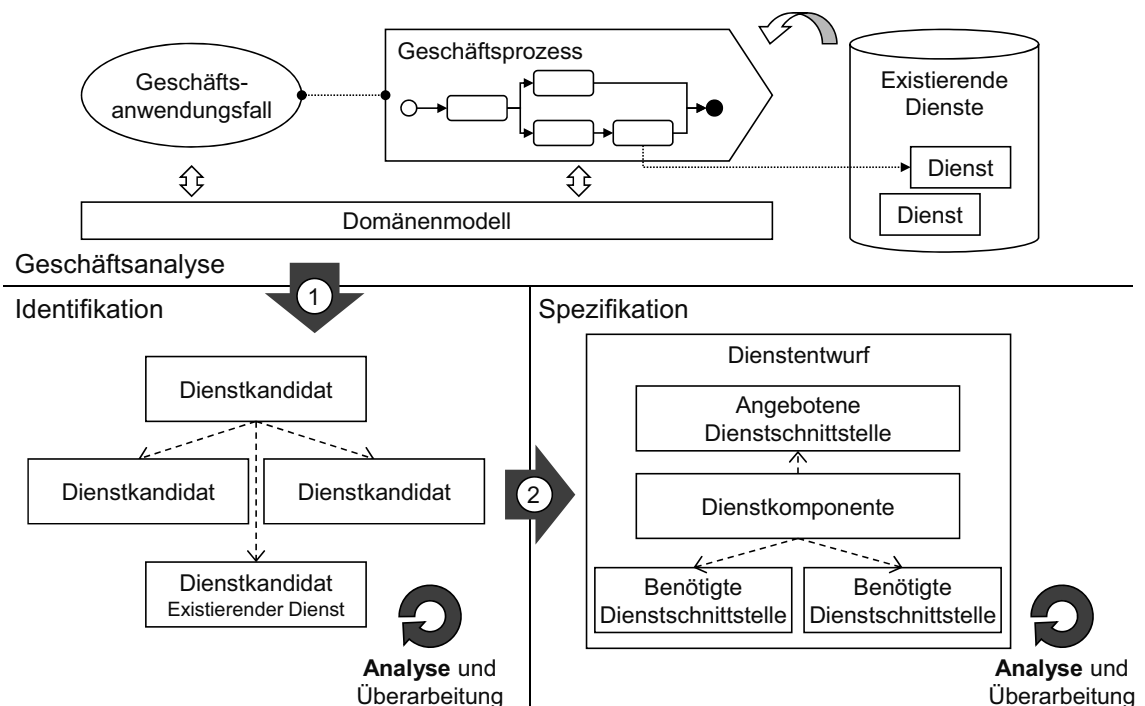 Geschäfts-
anwendungsfall
Geschäftsprozess
Existierende
Dienste
Dienst
Dienst
Domänenmodell
Geschäftsanalyse
1
Identifikation
Dienstkandidat
Dienstkandidat
Dienstkandidat
Dienstkandidat
Existierender Dienst
Analyse und
Überarbeitung
2
Spezifikation
Dienstentwurf
Angebotene
Dienstschnittstelle
Dienstkomponente
Benötigte
Dienstschnittstelle
Benötigte
Dienstschnittstelle
Analyse und
Überarbeitung